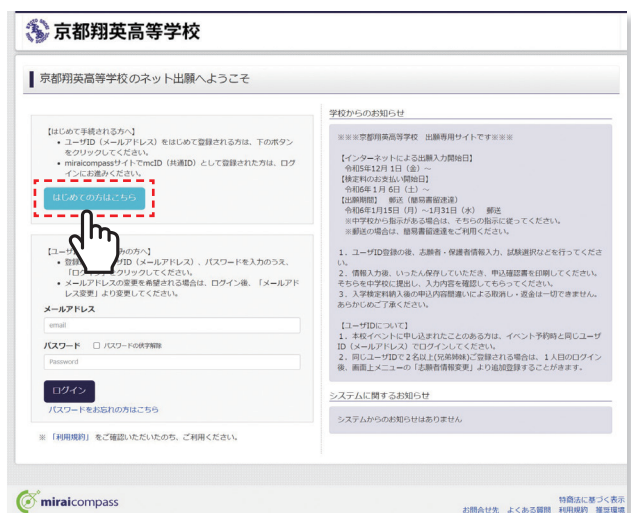 京都翔英高等学校
京都翔英高等学校のネット出願へようこそ
【はじめて手続される方へ】
• ユーザID（メールアドレス）をはじめて登録される方は、下のボタン
をクリックしてください。
• miraicompassサイトでmcID（共通ID）として登録された方は、ログ
インにお進みください。
はじめての方はこちら
【ユーザ みの方へ】
• 登録 ザID（メールアドレス）、パスワードを入力のうえ、
「ログ クリックしてください。
• メールアドレスの変更を希望される場合は、ログイン後、「メールアド
レス変更」より変更してください。
メールアドレス
email
パスワード □ パスワードの伏字解除
Password
ログイン
パスワードをお忘れの方はこちら
※ 「利用規約」をご確認いただいたのち、ご利用ください。
学校からのお知らせ
※※※京都翔英高等学校 出願専用サイトです※※※
【インターネットによる出願入力開始日】
令和5年12月 1日（金）～
【検定料のお支払い開始日】
令和6年 1月 6日（土）～
【出願期間】 郵送（簡易書留速達）
令和6年1月15日（月）～1月31日（水） 郵送
※中学校から指示がある場合は、そちらの指示に従ってください。
※郵送の場合は、簡易書留速達をご利用ください。
1．ユーザID登録の後、志願者・保護者情報入力、試験選択などを行ってくださ
い。
2．情報入力後、いったん保存していただき、申込確認書を印刷してください。
そちらを中学校に提出し、入力内容を確認してもらってください。
3．入学検定料納入後の申込内容間違いによる取消し・返金は一切できません。
あらかじめご了承ください。
【ユーザIDについて】
1．本校イベントに申し込まれたことのある方は、イベント予約時と同じユーザ
ID（メールアドレス）でログインしてください。
2．同じユーザIDで２名以上(兄弟姉妹)ご登録される場合は、１人目のログイン
後、画面上メニューの「志願者情報変更」より追加登録することがきます。
システムに関するお知らせ
システムからのお知らせはありません
miraicompass
特商法に基づく表示
お問合せ先 よくある質問 利用規約 推奨環境